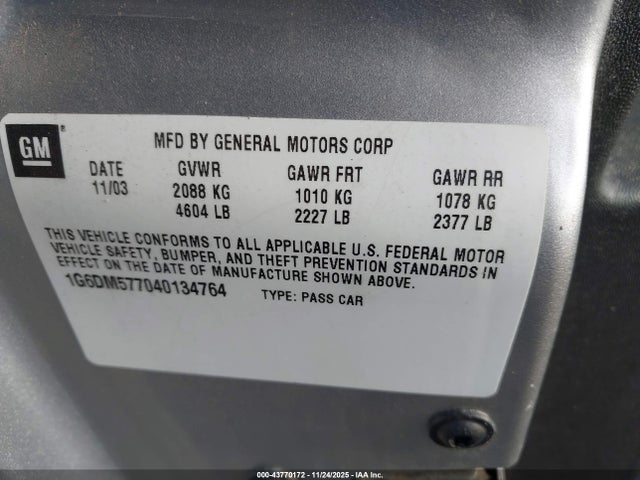 GM®
MFD BY GENERAL MOTORS CORP
DATE GVWR GAWR FRT GAWR RR
11/03 2088 KG 1010 KG 1078 KG
4604 LB 2227 LB 2377 LB
THIS VEHICLE CONFORMS TO ALL APPLICABLE U.S. FEDERAL MOTOR
VEHICLE SAFETY, BUMPER, AND THEFT PREVENTION STANDARDS IN
EFFECT ON THE DATE OF MANUFACTURE SHOWN ABOVE.
1G6DM577040134764 TYPE: PASS CAR
000-43770172 - 11/24/2025 - IAA Inc.